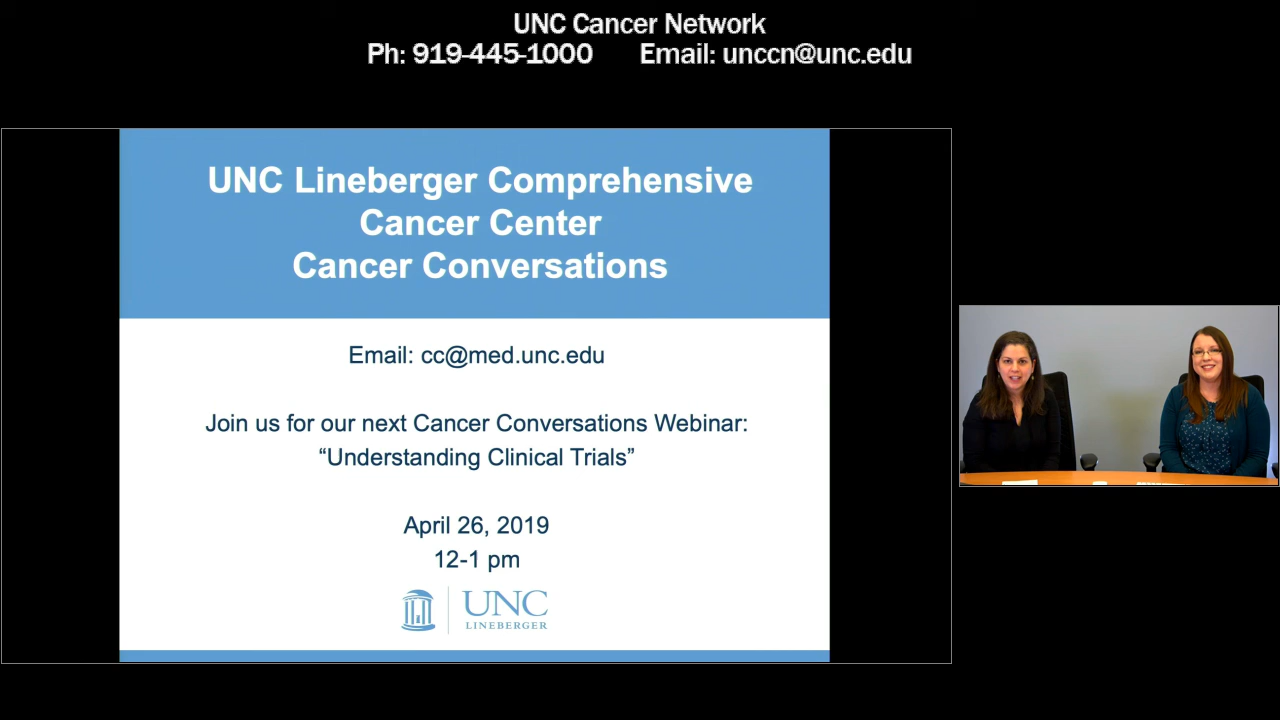 UNC Cancer Network
Ph: 919-445-1000 Email: unccn@unc.edu
UNC Lineberger Comprehensive
Cancer Center
Cancer Conversations
Email: cc@med.unc.edu
Join us for our next Cancer Conversations Webinar:
“Understanding Clinical Trials”
April 26, 2019
12-1 pm
UNC
LINEBERGER